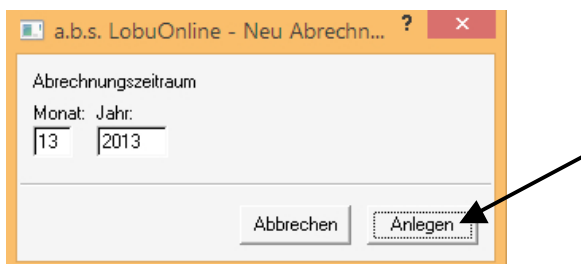 a.b.s. LobuOnline - Neu Abrechn... ?
Abrechnungszeitraum
Monat: Jahr:
13 2013
Abbrechen Anlegen